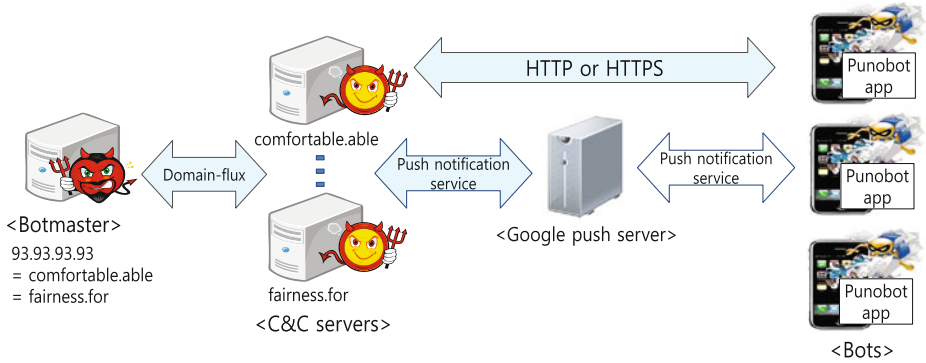 HTTP or HTTPS
Punobot
app
comfortable.able
Domain-flux
Push notification
service
Push notification
service
Punobot
app
<Botmaster>
93.93.93.93
= comfortable.able
= fairness.for
<Google push server>
fairness.for
<C&C servers>
Punobot
app
<Bots>